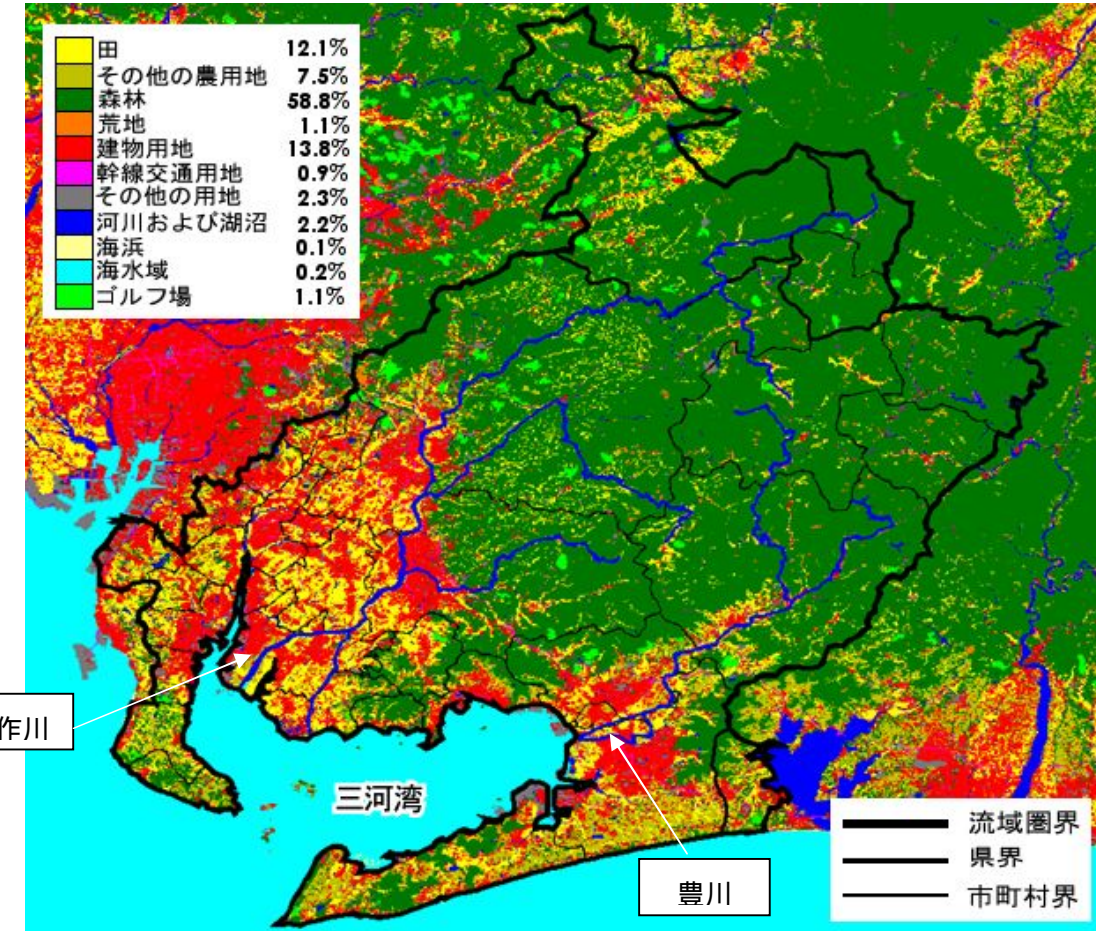 田 12.1%
その他の農用地 7.5%
森林 58.8%
荒地 1.1%
建物用地 13.8%
幹線交通用地 0.9%
その他の用地 2.3%
河川および湖沼 2.2%
海浜 0.1%
海水域 0.2%
ゴルフ場 1.1%
作川
三河湾
豊川
流域圏界
県界
市町村界